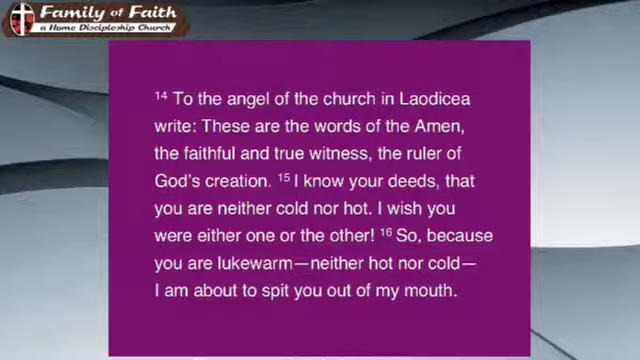 Family of Faith
a Home Discipleship Church
¹⁴ To the angel of the church in Laodicea
write: These are the words of the Amen,
the faithful and true witness, the ruler of
God’s creation. ¹⁵ I know your deeds, that
you are neither cold nor hot. I wish you
were either one or the other! ¹⁶ So, because
you are lukewarm—neither hot nor cold—
I am about to spit you out of my mouth.